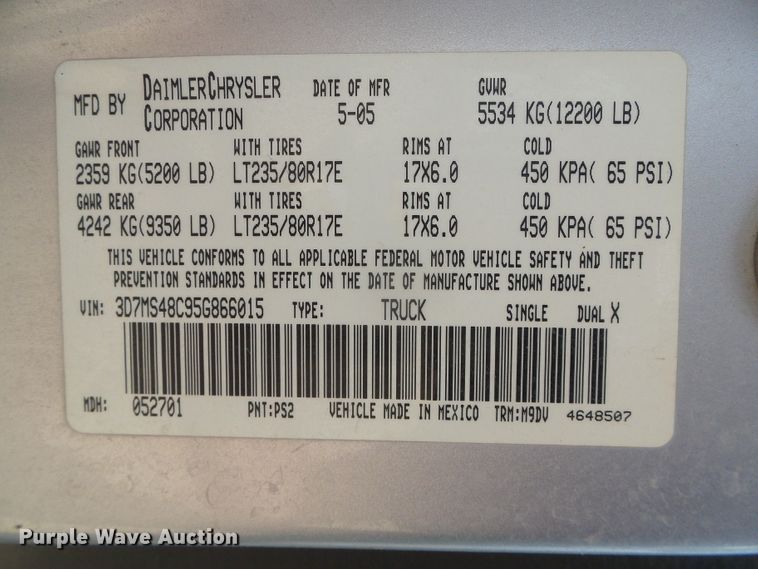 MFD BY DAIMLERCHRYSLER CORPORATION DATE OF MFR 5-05 GVWR 5534 KG(12200 LB)
GAWR FRONT WITH TIRES RIMS AT COLD
2359 KG(5200 LB) LT235/80R17E 17X6.0 450 KPA( 65 PSI)
GAWR REAR WITH TIRES RIMS AT COLD
4242 KG(9350 LB) LT235/80R17E 17X6.0 450 KPA( 65 PSI)
THIS VEHICLE CONFORMS TO ALL APPLICABLE FEDERAL MOTOR VEHICLE SAFETY AND THEFT
PREVENTION STANDARDS IN EFFECT ON THE DATE OF MANUFACTURE SHOWN ABOVE.
VIN: 3D7MS48C95G866015 TYPE: TRUCK SINGLE DUAL X
MDH: 052701 PNT:PS2 VEHICLE MADE IN MEXICO TRM:M9DV 4648507
Purple Wave Auction